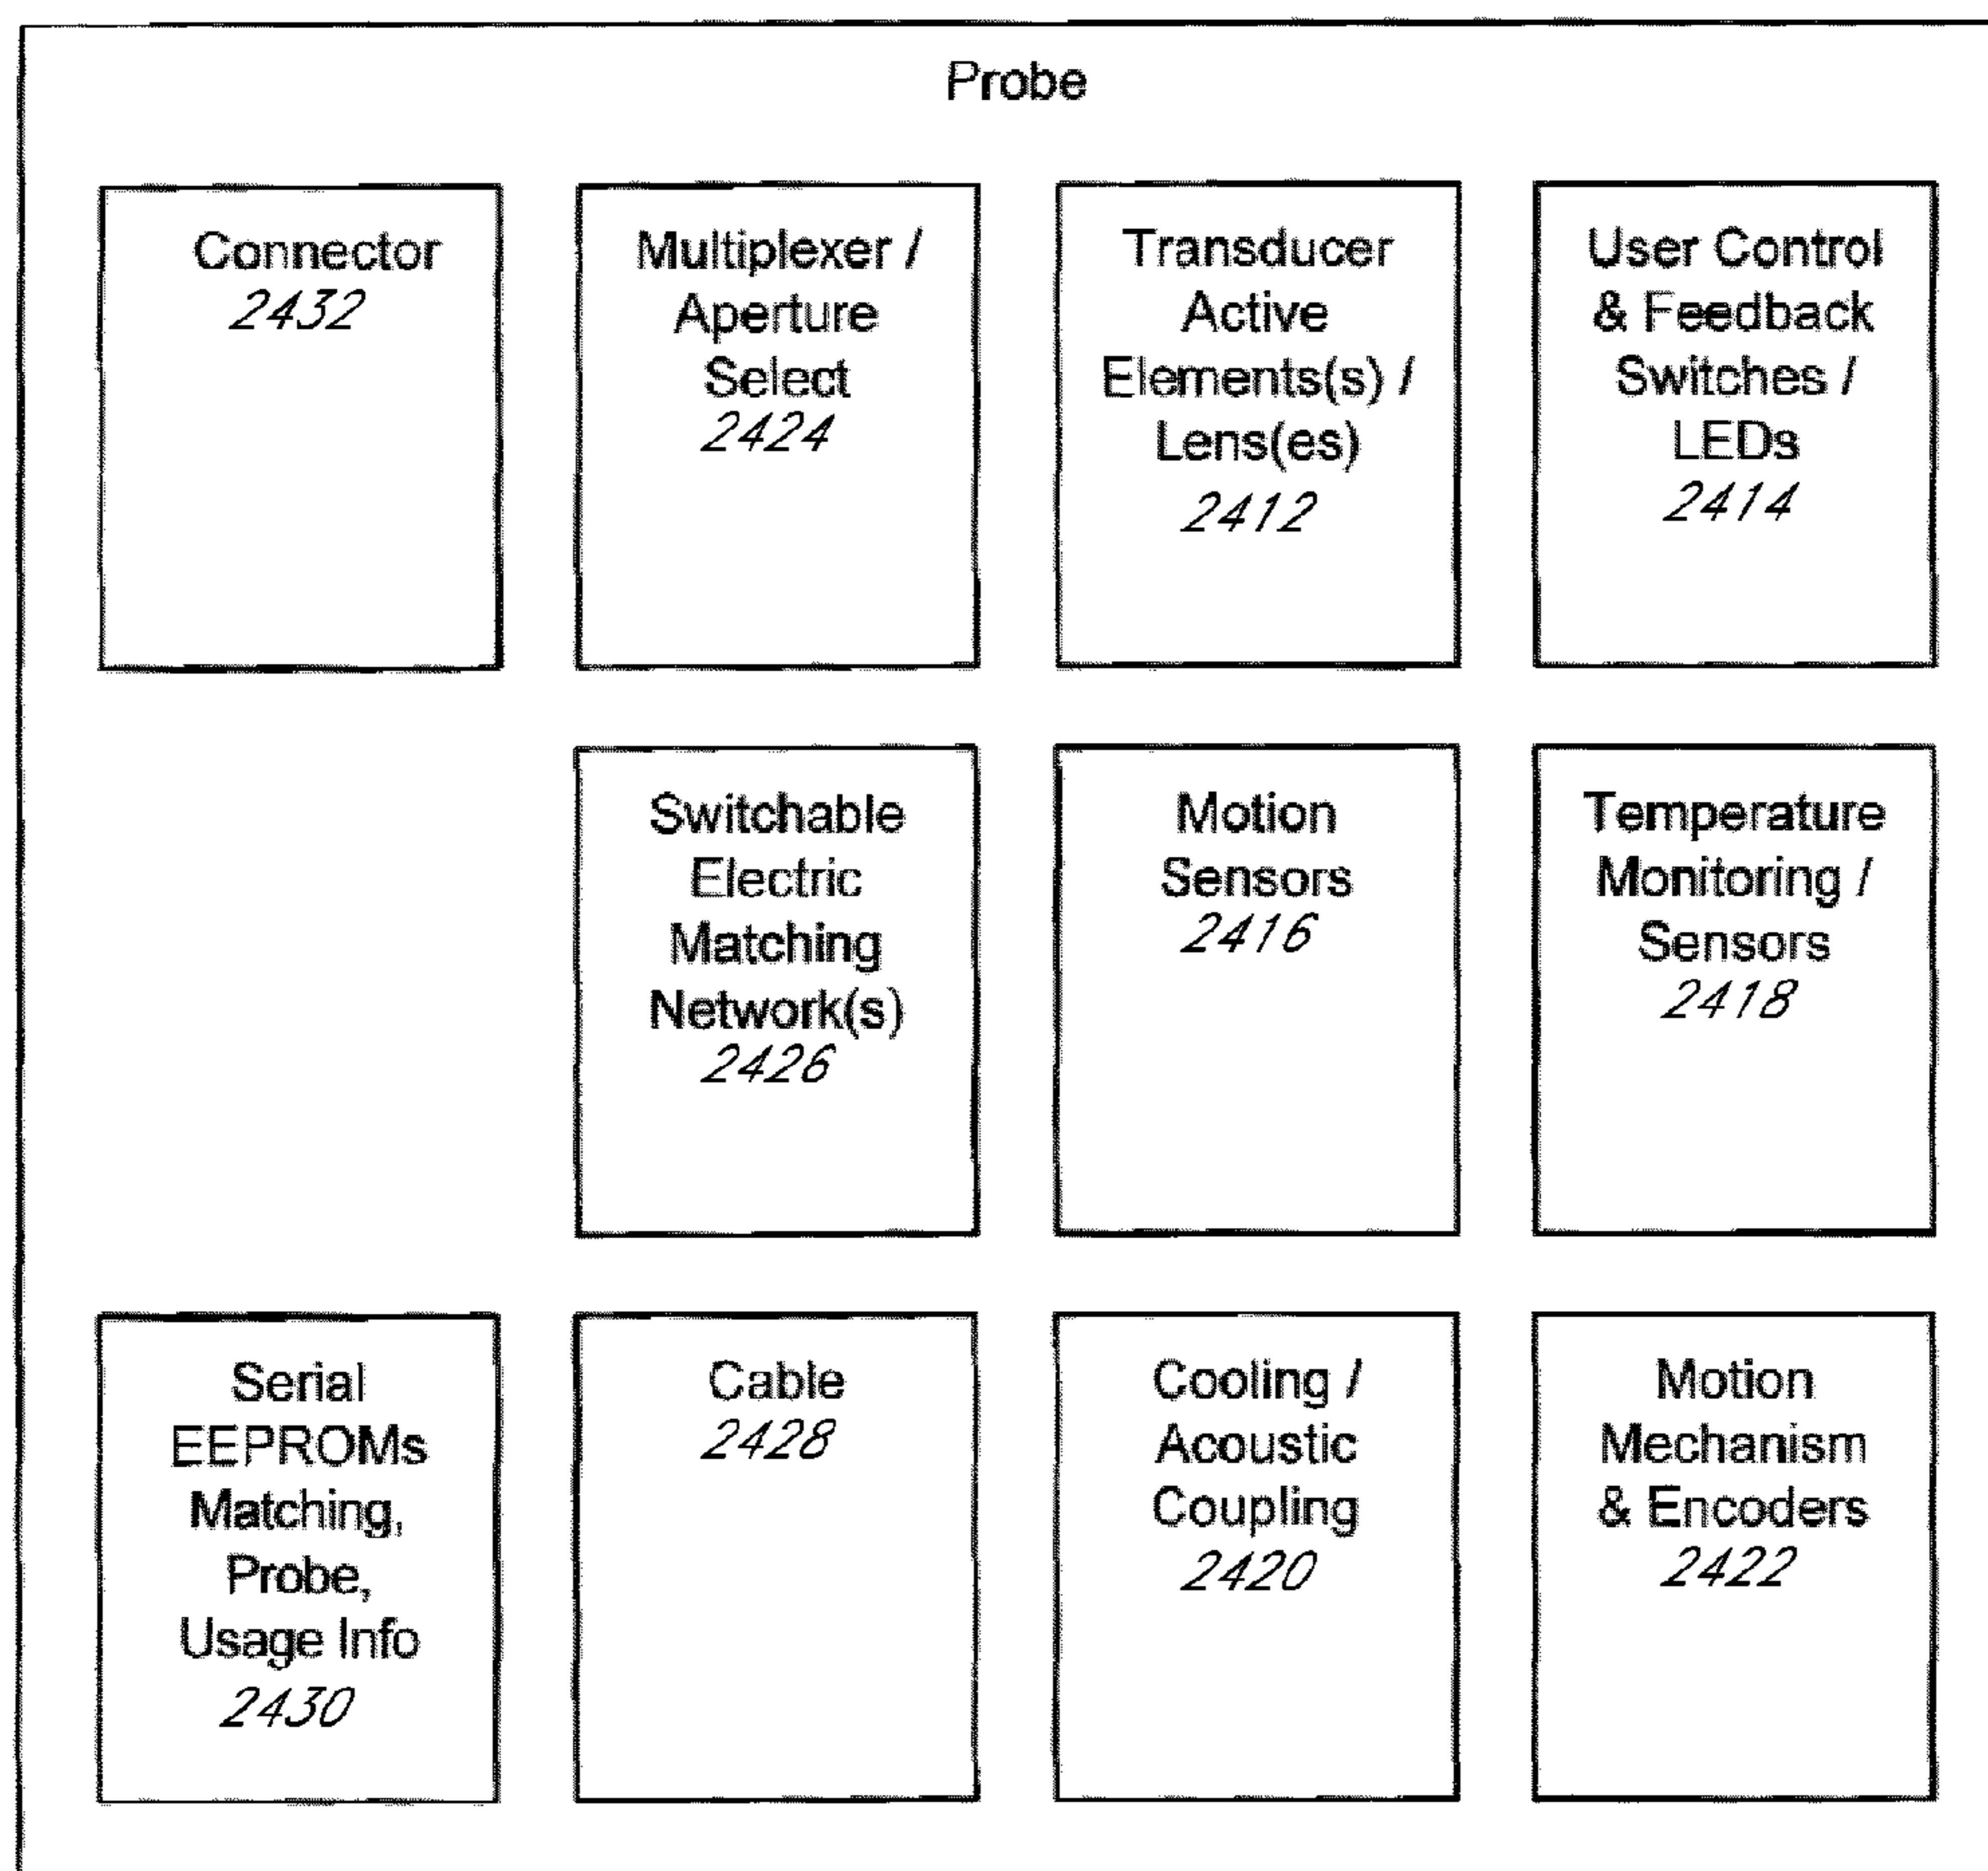 Probe
Connector
2432
Multiplexer /
Aperture
Select
2424
Transducer
Active
Elements(s) /
Lens(es)
2412
User Control
& Feedback
Switches /
LEDs
2414
Switchable
Electric
Matching
Network(s)
2426
Motion
Sensors
2416
Temperature
Monitoring /
Sensors
2418
Serial
EEPROMs
Matching,
Probe,
Usage Info
2430
Cable
2428
Cooling /
Acoustic
Coupling
2420
Motion
Mechanism
& Encoders
2422